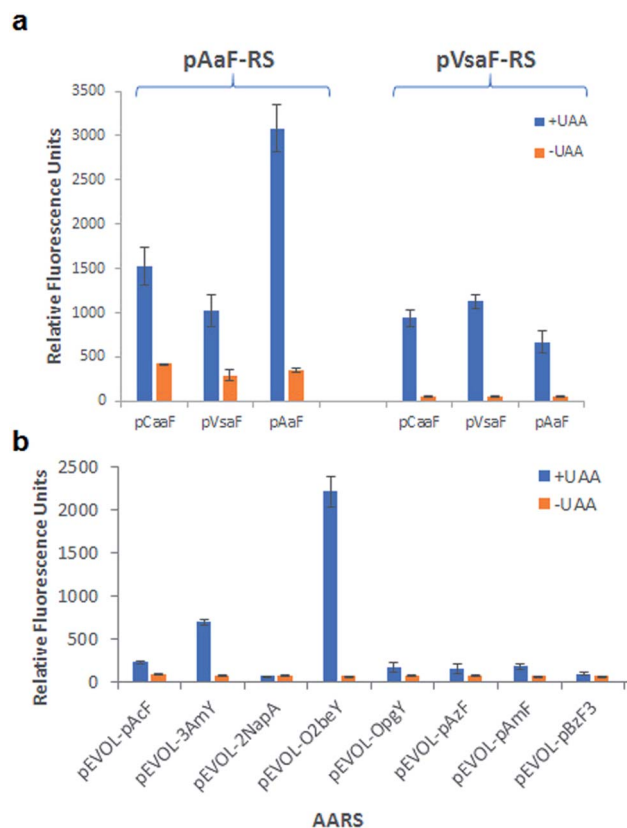 a
pAaF-RS pVsaF-RS
Relative Fluorescence Units
3500
3000
2500
2000
1500
1000
500
0
+UAA
-UAA
pCaaF pVsaF pAaF pCaaF pVsaF pAaF
b
Relative Fluorescence Units
2500
2000
1500
1000
500
0
+UAA
-UAA
pEVOL-pAcF
pEVOL-3AmY
pEVOL-2NapA
pEVOL-O2beY
pEVOL-OpgY
pEVOL-pAzF
pEVOL-pAmF
pEVOL-pBzF3
AARS